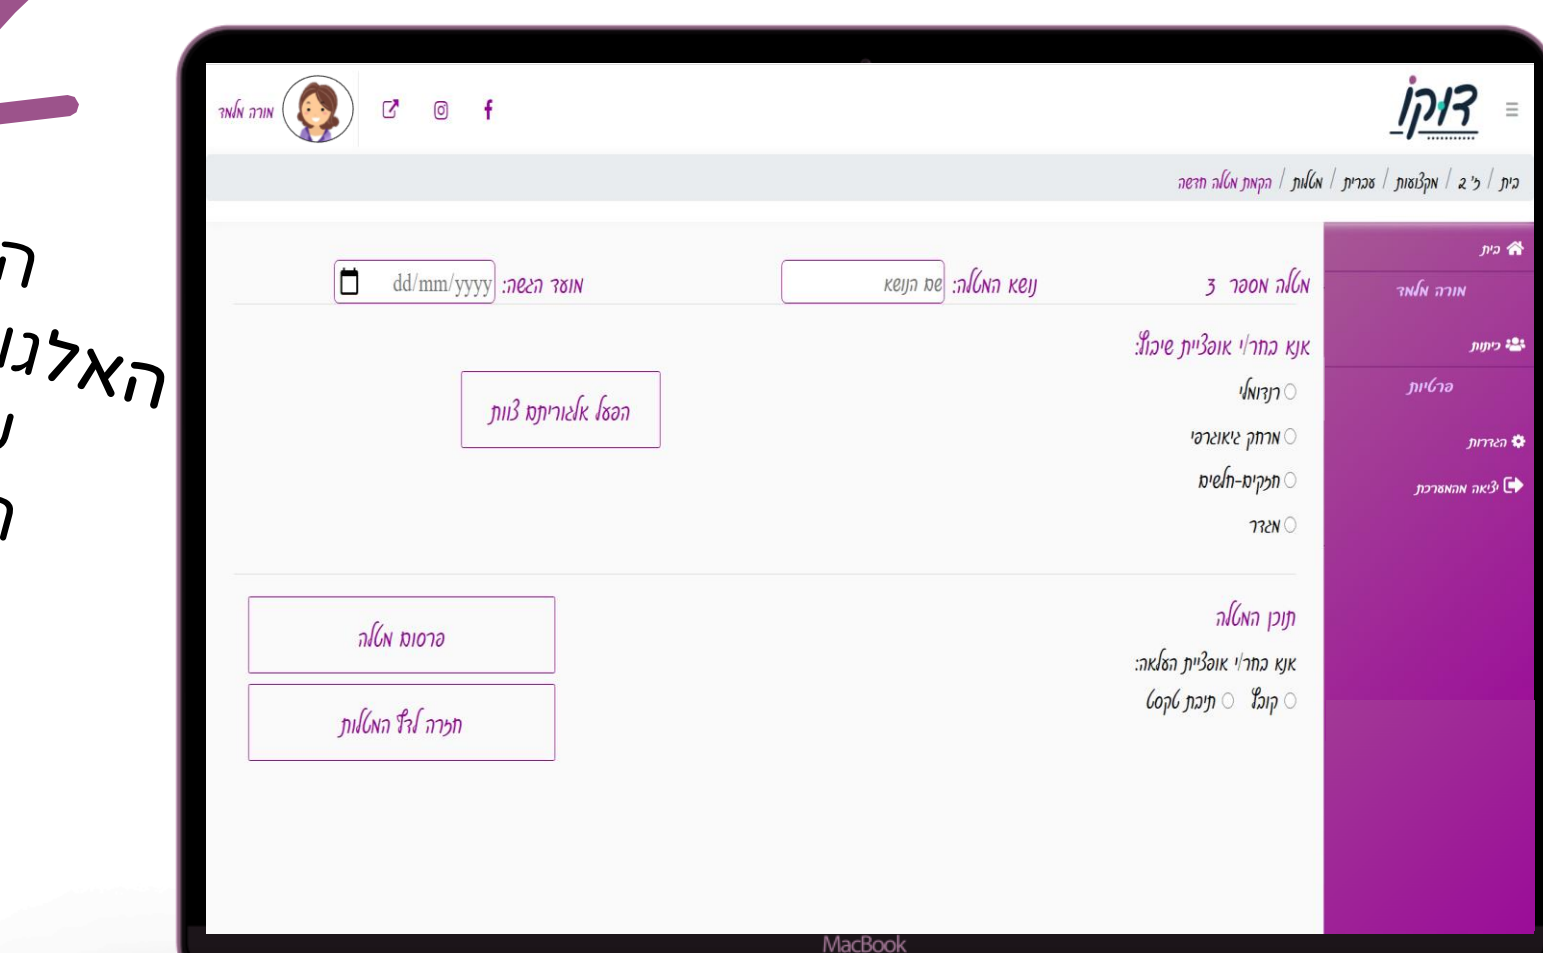 מורה מלמד
דוקו
בית / כ' 2 / מקצועות / עברית / מטלות / הקמת מטלה חדשה
בית
מורה מלמד
כיתות
פרטיות
הגדרות
יציאה מהמערכת
מטלה מספר 3
נושא המטלה: שם הנושא
מועד הגשה: dd/mm/yyyy
אנא בחר/י אופציית שיבוץ:
רנדומלי
מרחק גיאוגרפי
חזקים-חלשים
מגדר
הפעל אלגוריתם צוות
תוכן המטלה
אנא בחר/י אופציית העלאה:
קובץ תיבת טקסט
פרסום מטלה
חזרה לדף המטלות
MacBook